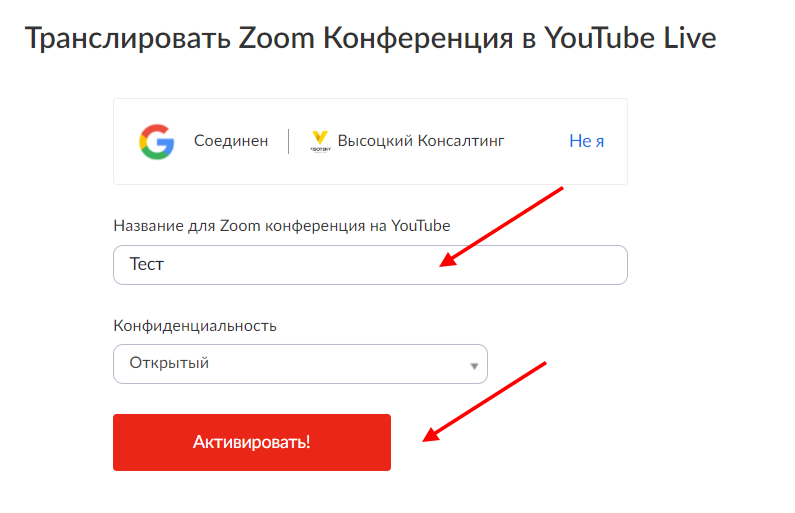 Транслировать Zoom Конференция в YouTube Live
Соединен
Высоцкий Консалтинг
Не я
Название для Zoom конференция на YouTube
Тест
Конфиденциальность
Открытый
Активировать!